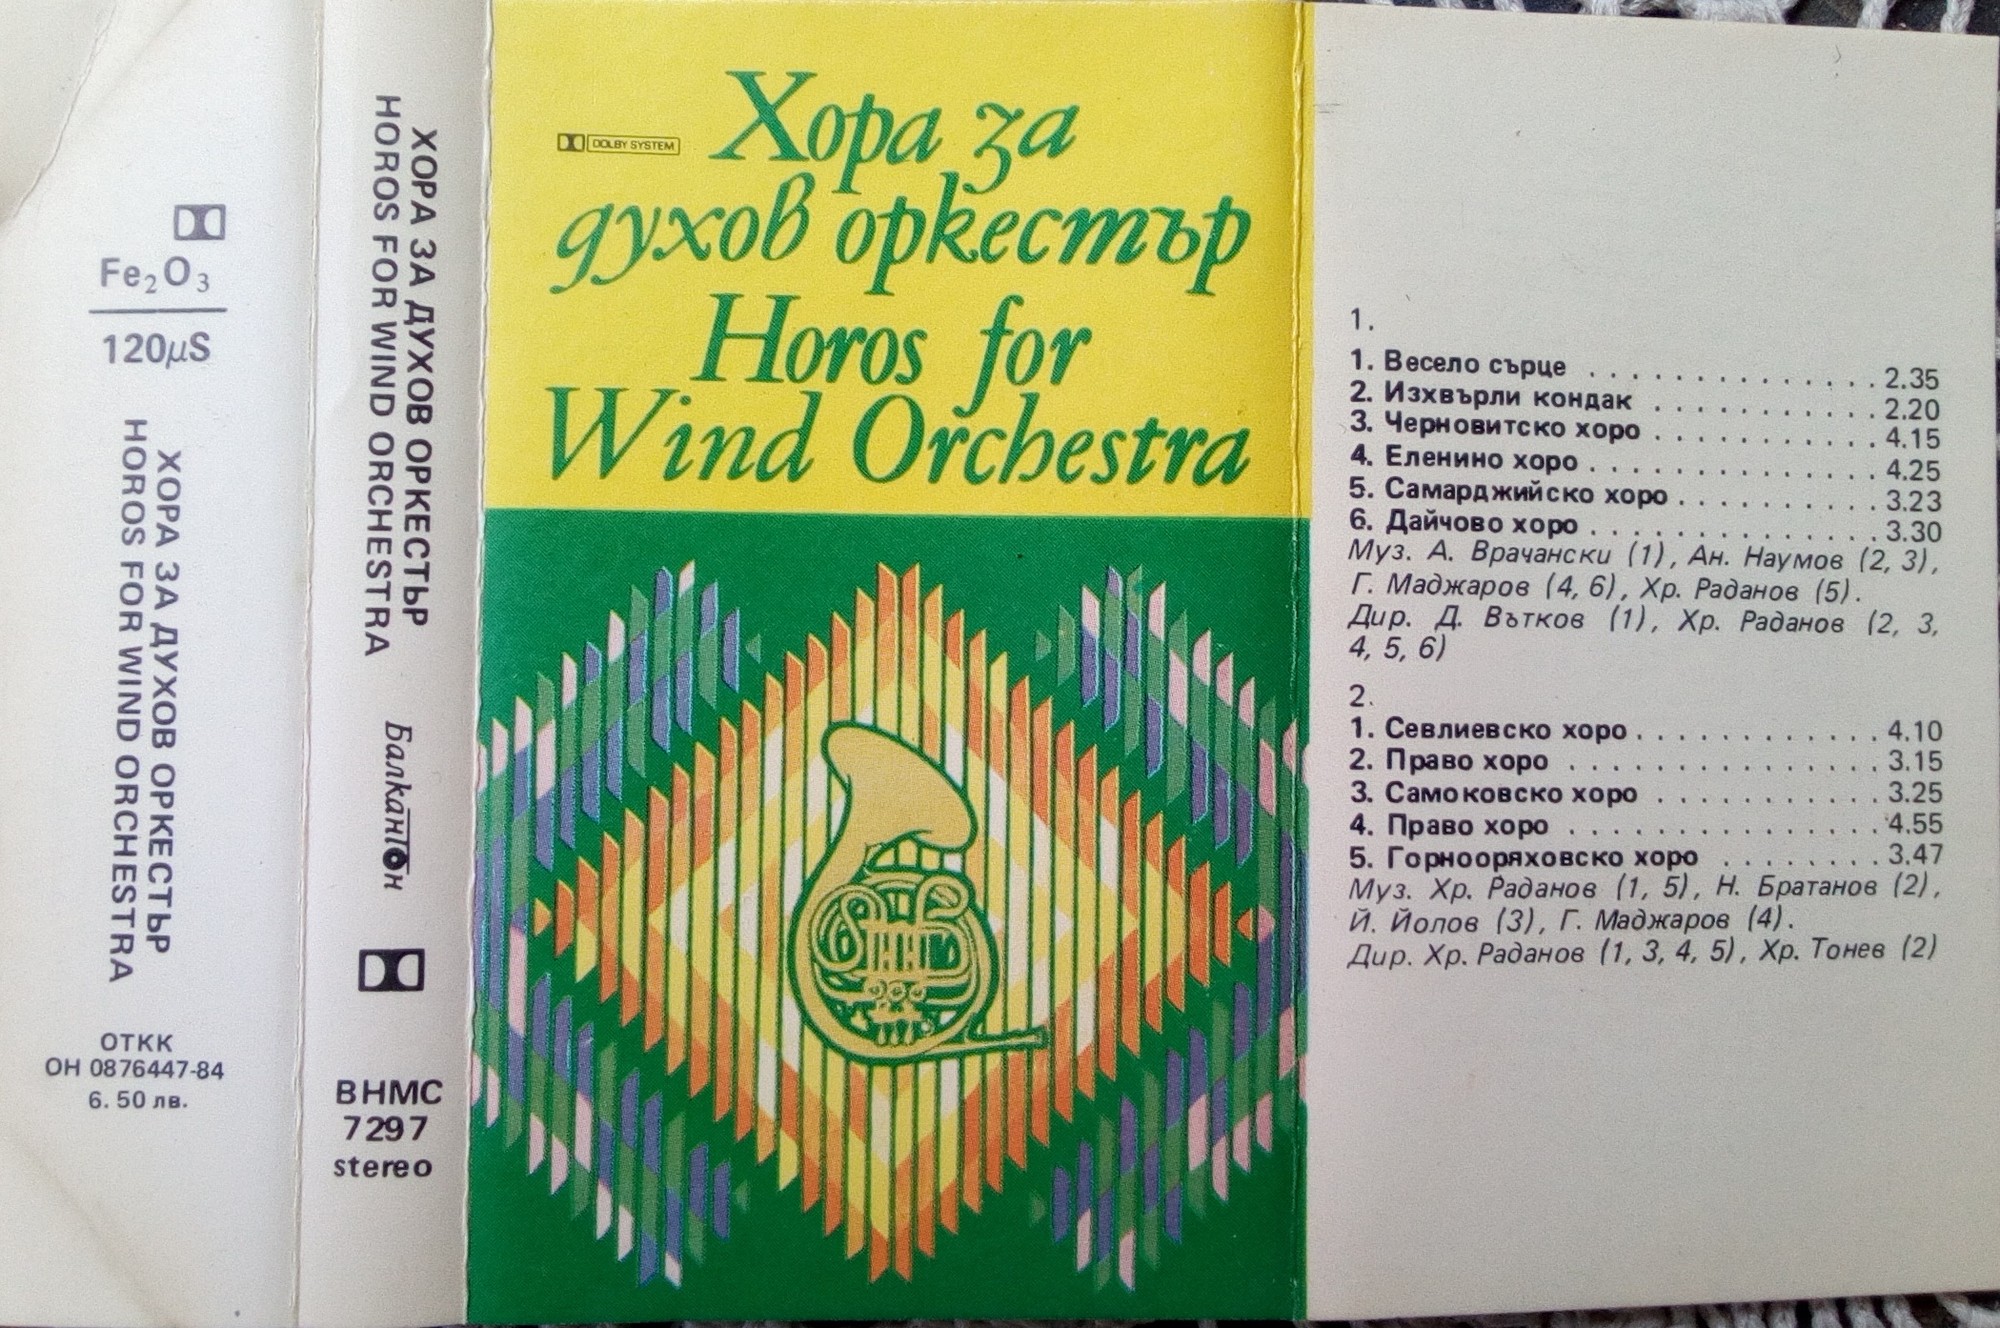 Fe₂O₃
120μS
ХОРА ЗА ДУХОВ ОРКЕСТЪР
HOROS FOR WIND ORCHESTRA
ОТКК
ОН 0876447-84
6.50 лв.
ХОРА ЗА ДУХОВ ОРКЕСТЪР
HOROS FOR WIND ORCHESTRA
Балкантон
ВНМС
7297
stereo
DOLBY SYSTEM
Хора за
духов оркестър
Horos for
Wind Orchestra
1.
1. Весело сърце . . . . . . . . . . . . . . 2.35
2. Изхвърли кондак . . . . . . . . . . . 2.20
3. Черновитско хоро . . . . . . . . . . . 4.15
4. Еленино хоро . . . . . . . . . . . . . . 4.25
5. Самарджийско хоро . . . . . . . . . . 3.23
6. Дайчово хоро . . . . . . . . . . . . . . 3.30
Муз. А. Врачански (1), Ан. Наумов (2, 3),
Г. Маджаров (4, 6), Хр. Раданов (5).
Дир. Д. Вътков (1), Хр. Раданов (2, 3,
4, 5, 6)
2.
1. Севлиевско хоро . . . . . . . . . . . . 4.10
2. Право хоро . . . . . . . . . . . . . . . 3.15
3. Самоковско хоро . . . . . . . . . . . 3.25
4. Право хоро . . . . . . . . . . . . . . . 4.55
5. Горнооряховско хоро . . . . . . . . 3.47
Муз. Хр. Раданов (1, 5), Н. Братанов (2),
Й. Йолов (3), Г. Маджаров (4).
Дир. Хр. Раданов (1, 3, 4, 5), Хр. Тонев (2)